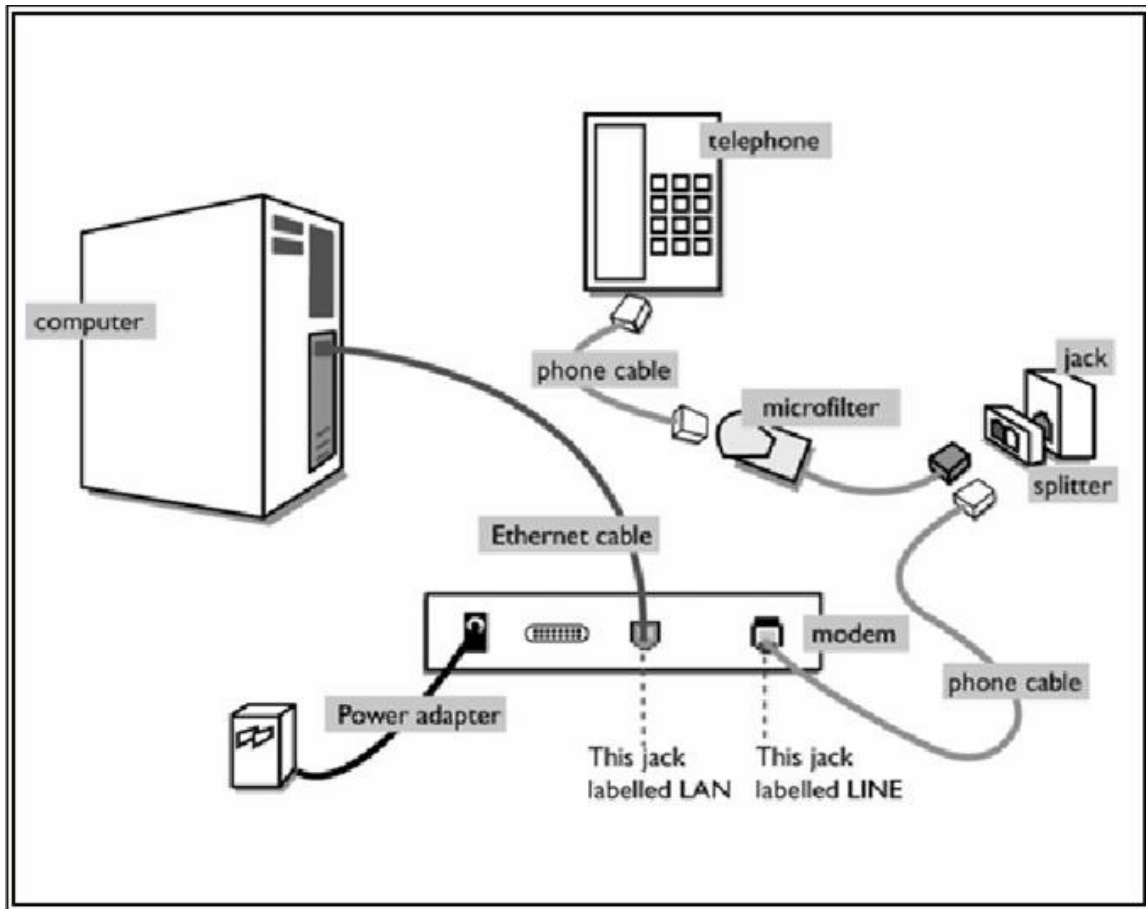 telephone
computer
phone cable
jack
microfilter
splitter
Ethernet cable
modem
phone cable
Power adapter
This jack
labelled LAN
This jack
labelled LINE